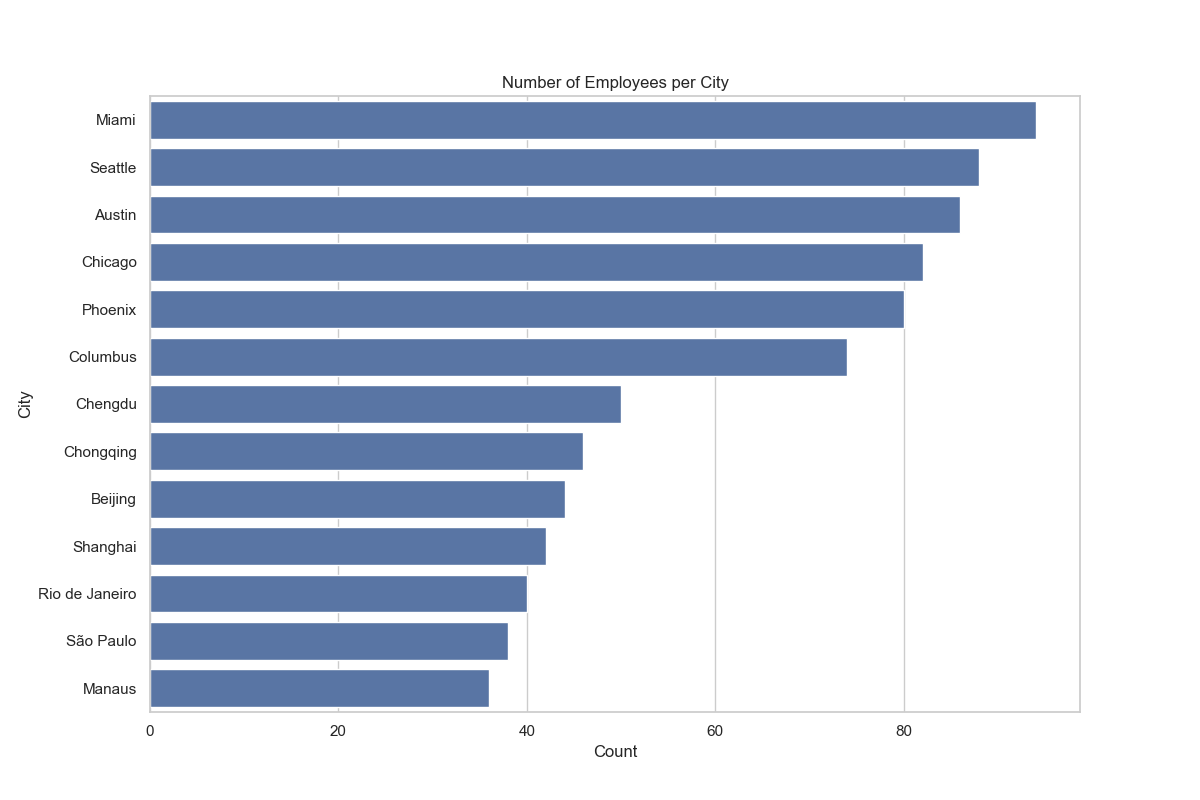 Number of Employees per City
Miami
Seattle
Austin
Chicago
Phoenix
Columbus
Chengdu
Chongqing
Beijing
Shanghai
Rio de Janeiro
São Paulo
Manaus
City
0 20 40 60 80
Count